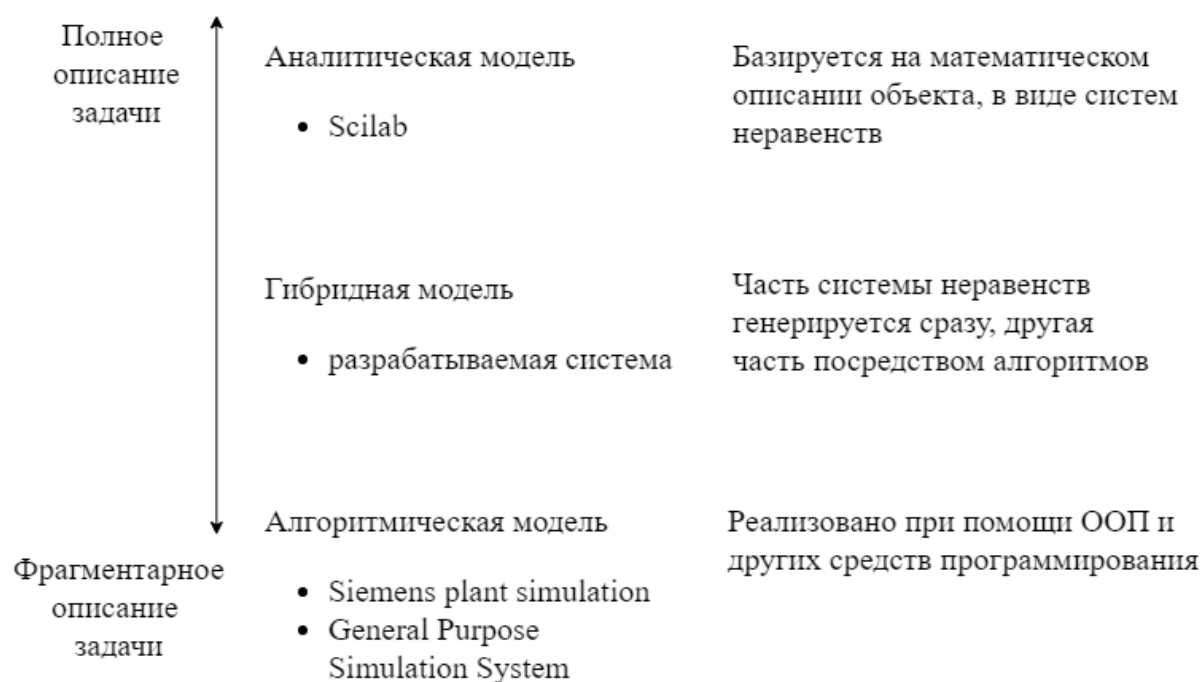 Полное
описание
задачи
Аналитическая модель
• Scilab
Базируется на математическом
описании объекта, в виде систем
неравенств
Гибридная модель
• разрабатываемая система
Часть системы неравенств
генерируется сразу, другая
часть посредством алгоритмов
Фрагментарное
описание
задачи
Алгоритмическая модель
• Siemens plant simulation
• General Purpose
Simulation System
Реализовано при помощи ООП и
других средств программирования